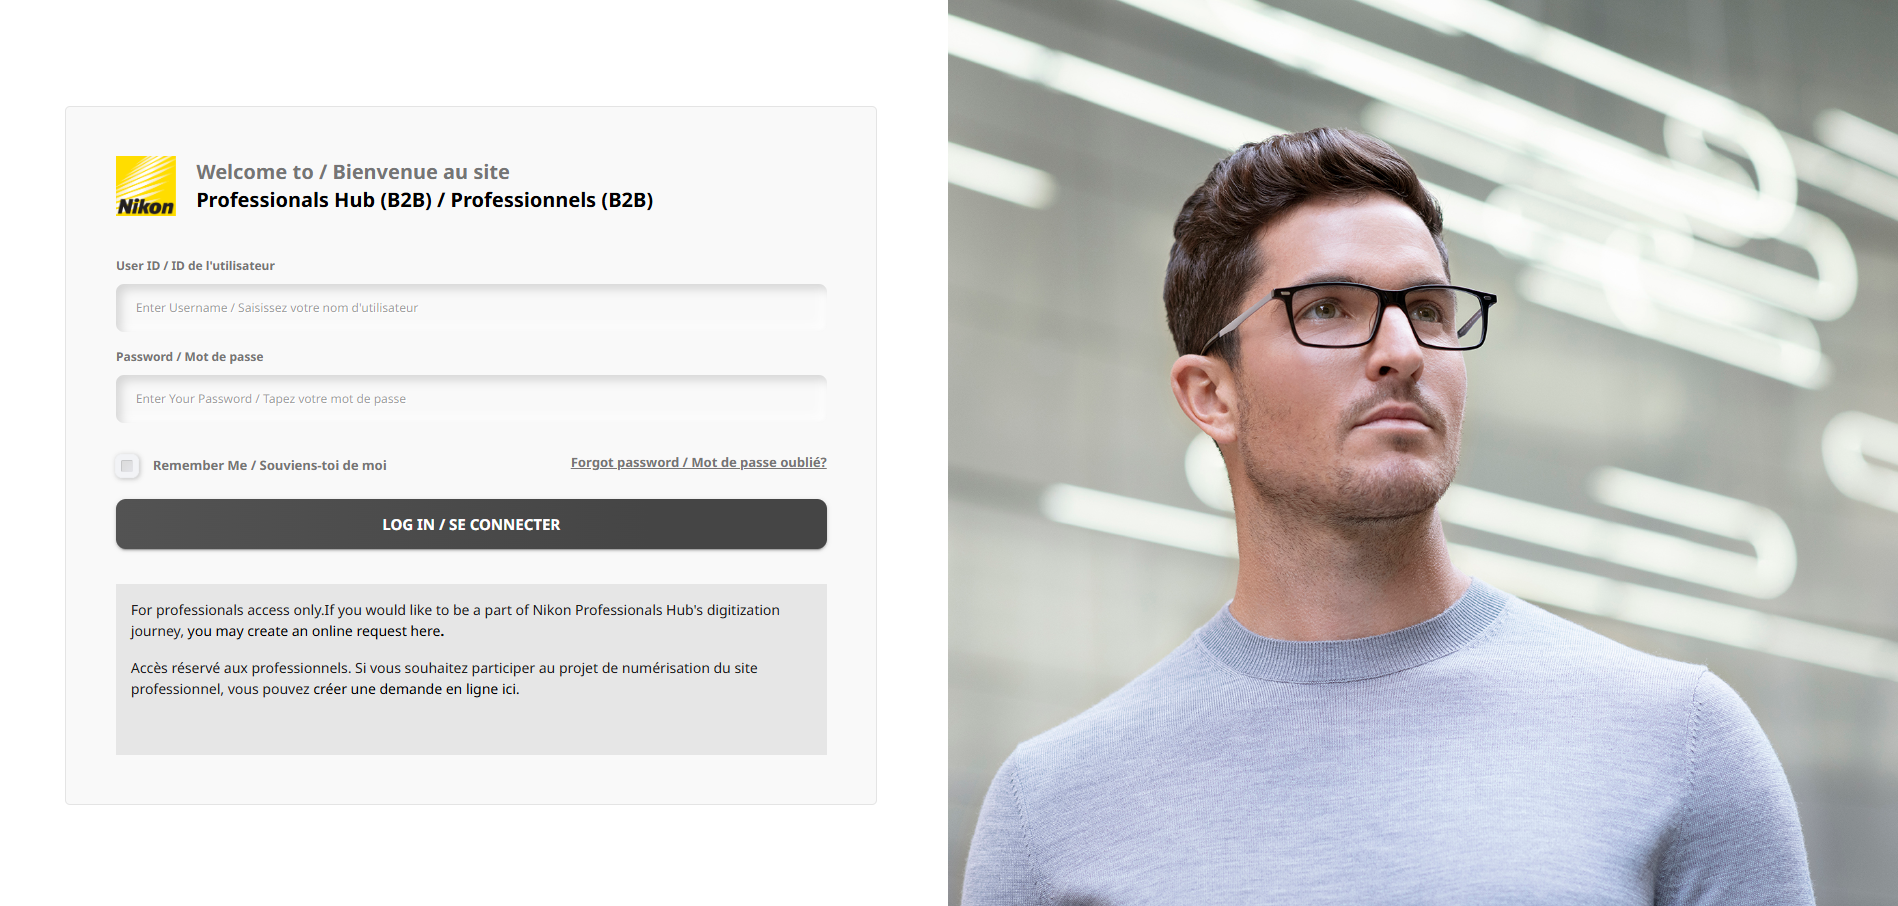 Nikon
Welcome to / Bienvenue au site
Professionals Hub (B2B) / Professionnels (B2B)
User ID / ID de l'utilisateur
Enter Username / Saisissez votre nom d'utilisateur
Password / Mot de passe
Enter Your Password / Tapez votre mot de passe
Remember Me / Souviens-toi de moi
Forgot password / Mot de passe oublié?
LOG IN / SE CONNECTER
For professionals access only.If you would like to be a part of Nikon Professionals Hub's digitization
journey, you may create an online request here.
Accès réservé aux professionnels. Si vous souhaitez participer au projet de numérisation du site
professionnel, vous pouvez créer une demande en ligne ici.